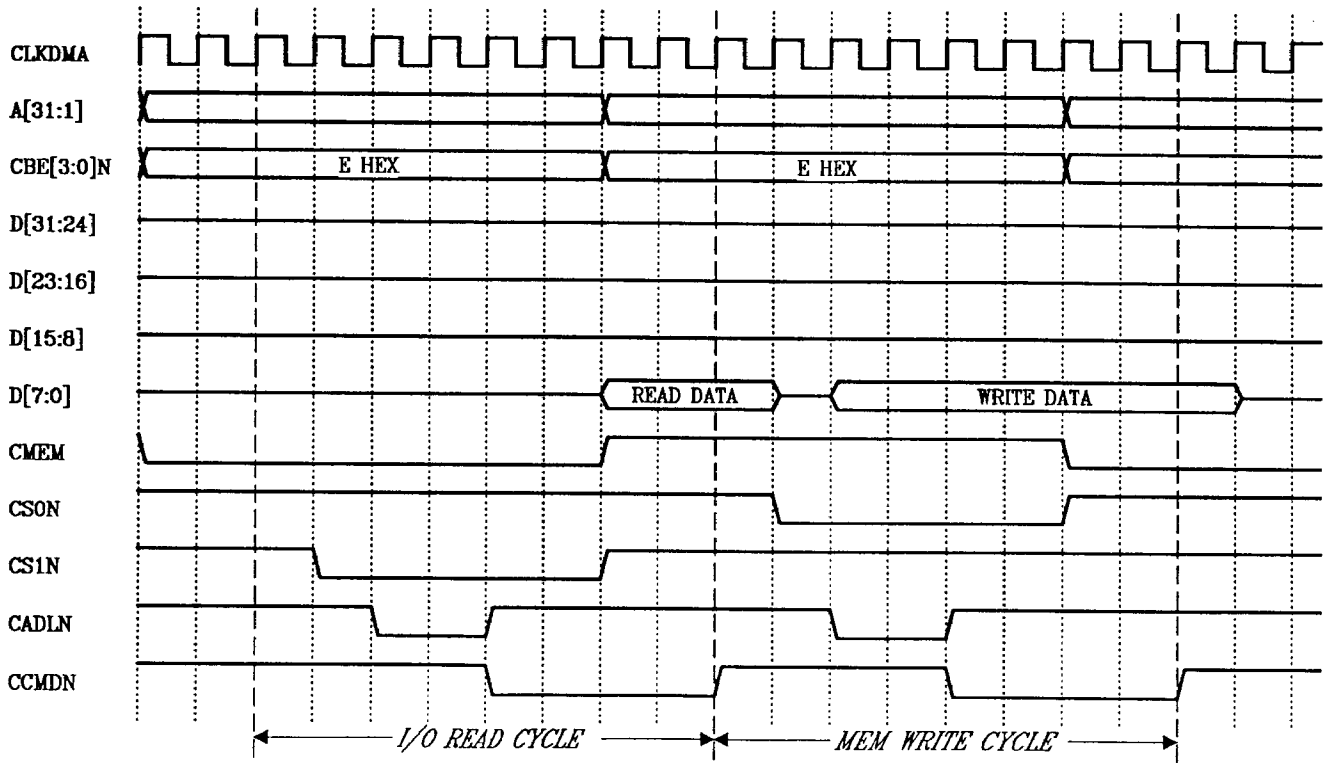 CLKDMA
A[31:1]
CBE[3:0]N E HEX E HEX
D[31:24]
D[23:16]
D[15:8]
D[7:0] READ DATA WRITE DATA
CMEM
CS0N
CS1N
CADLN
CCMDN
I/O READ CYCLE MEM WRITE CYCLE